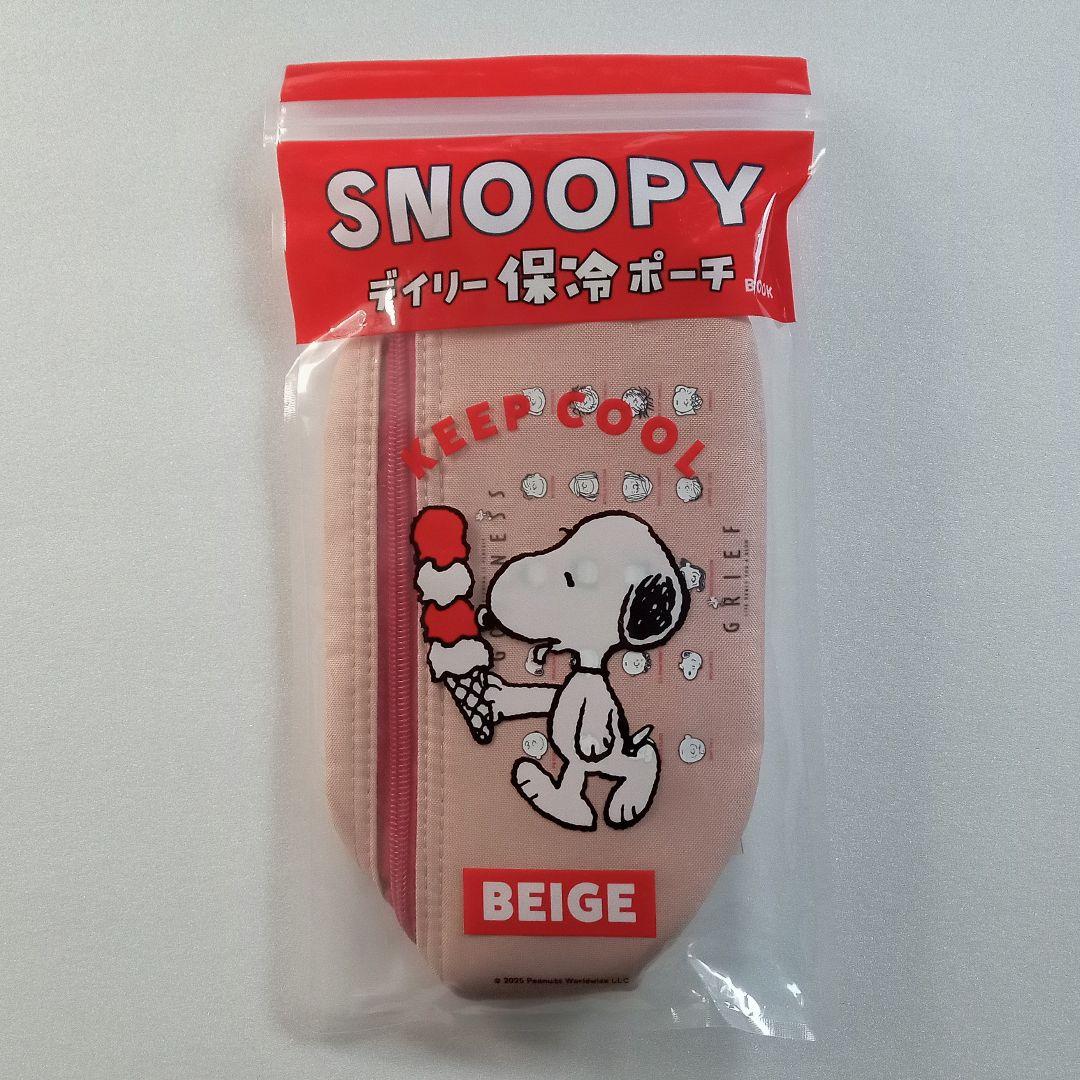 SNOOPY
デイリー保冷ポーチ
BOOK
KEEP COOL
GRIEF
BEIGE
© 2025 Peanuts Worldwide LLC